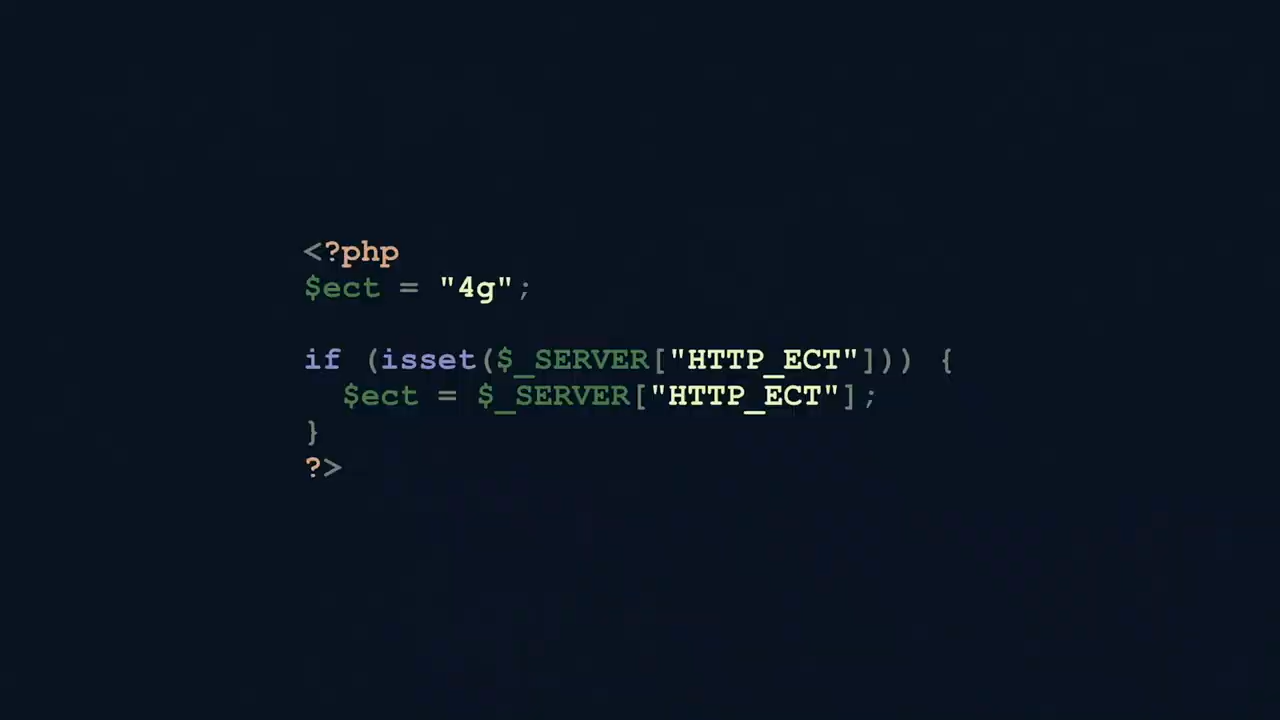 <?php
$ect = "4g";
if (isset($_SERVER["HTTP_ECT"])) {
$ect = $_SERVER["HTTP_ECT"];
}
?>